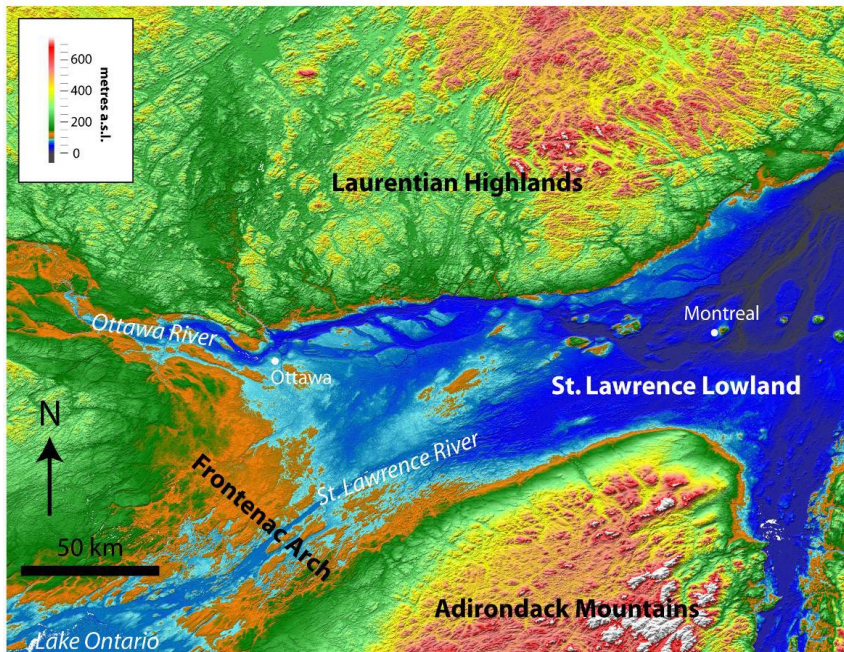 600
400
200
0
metres a.s.l.
Laurentian Highlands
Ottawa River
Montreal
Ottawa
St. Lawrence Lowland
N
St. Lawrence River
Frontenac Arch
50 km
Adirondack Mountains
Lake Ontario